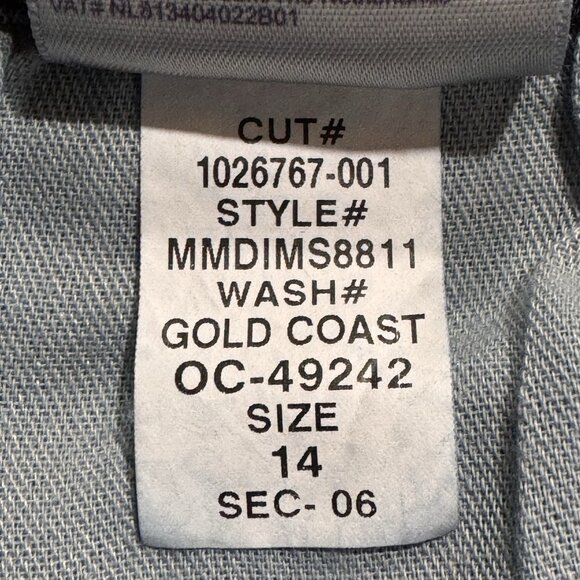 VAT# NL813404022B01
CUT#
1026767-001
STYLE#
MMDIMS8811
WASH#
GOLD COAST
OC-49242
SIZE
14
SEC- 06